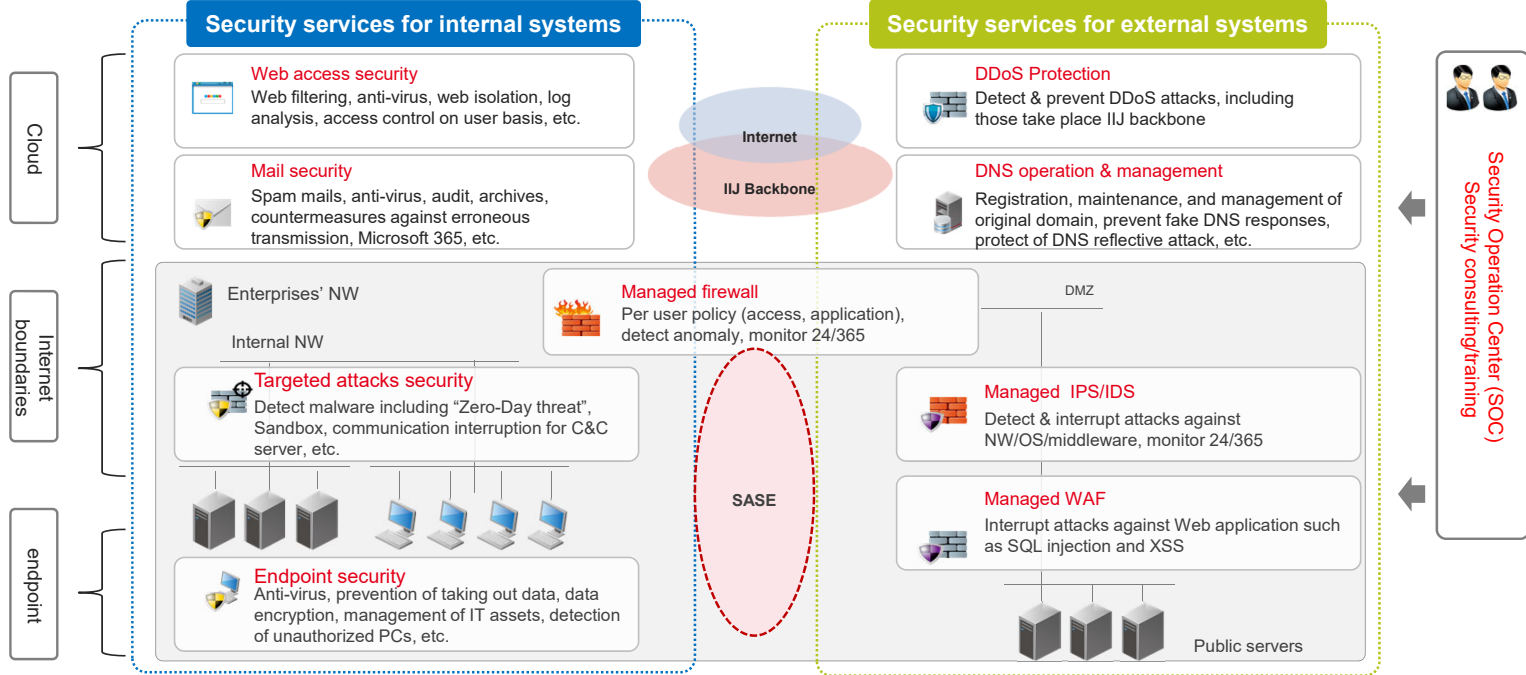 Security services for internal systems
Security services for external systems
Cloud
Web access security
Web filtering, anti-virus, web isolation, log
analysis, access control on user basis, etc.
Mail security
Spam mails, anti-virus, audit, archives,
countermeasures against erroneous
transmission, Microsoft 365, etc.
Internet
IIJ Backbone
DDoS Protection
Detect & prevent DDoS attacks, including
those take place IIJ backbone
DNS operation & management
Registration, maintenance, and management of
original domain, prevent fake DNS responses,
protect of DNS reflective attack, etc.
Internet
boundaries
Enterprises’ NW
Internal NW
Managed firewall
Per user policy (access, application),
detect anomaly, monitor 24/365
DMZ
Targeted attacks security
Detect malware including “Zero-Day threat”,
Sandbox, communication interruption for C&C
server, etc.
SASE
Managed  IPS/IDS
Detect & interrupt attacks against
NW/OS/middleware, monitor 24/365
Managed WAF
Interrupt attacks against Web application such
as SQL injection and XSS
endpoint
Endpoint security
Anti-virus, prevention of taking out data, data
encryption, management of IT assets, detection
of unauthorized PCs, etc.
Public servers
Security Operation Center (SOC)
Security consulting/training